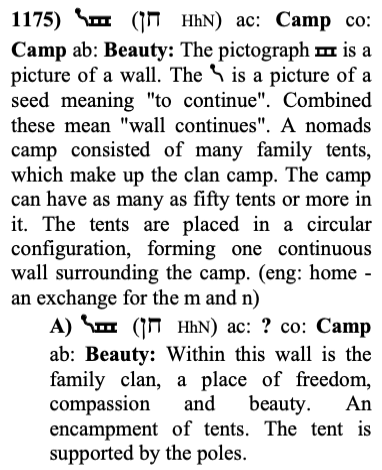 1175) (חן HhN) ac: Camp co:
Camp ab: Beauty: The pictograph is a
picture of a wall. The is a picture of a
seed meaning "to continue". Combined
these mean "wall continues". A nomads
camp consisted of many family tents,
which make up the clan camp. The camp
can have as many as fifty tents or more in
it. The tents are placed in a circular
configuration, forming one continuous
wall surrounding the camp. (eng: home -
an exchange for the m and n)
A) (חן HhN) ac: ? co: Camp
ab: Beauty: Within this wall is the
family clan, a place of freedom,
compassion and beauty. An
encampment of tents. The tent is
supported by the poles.